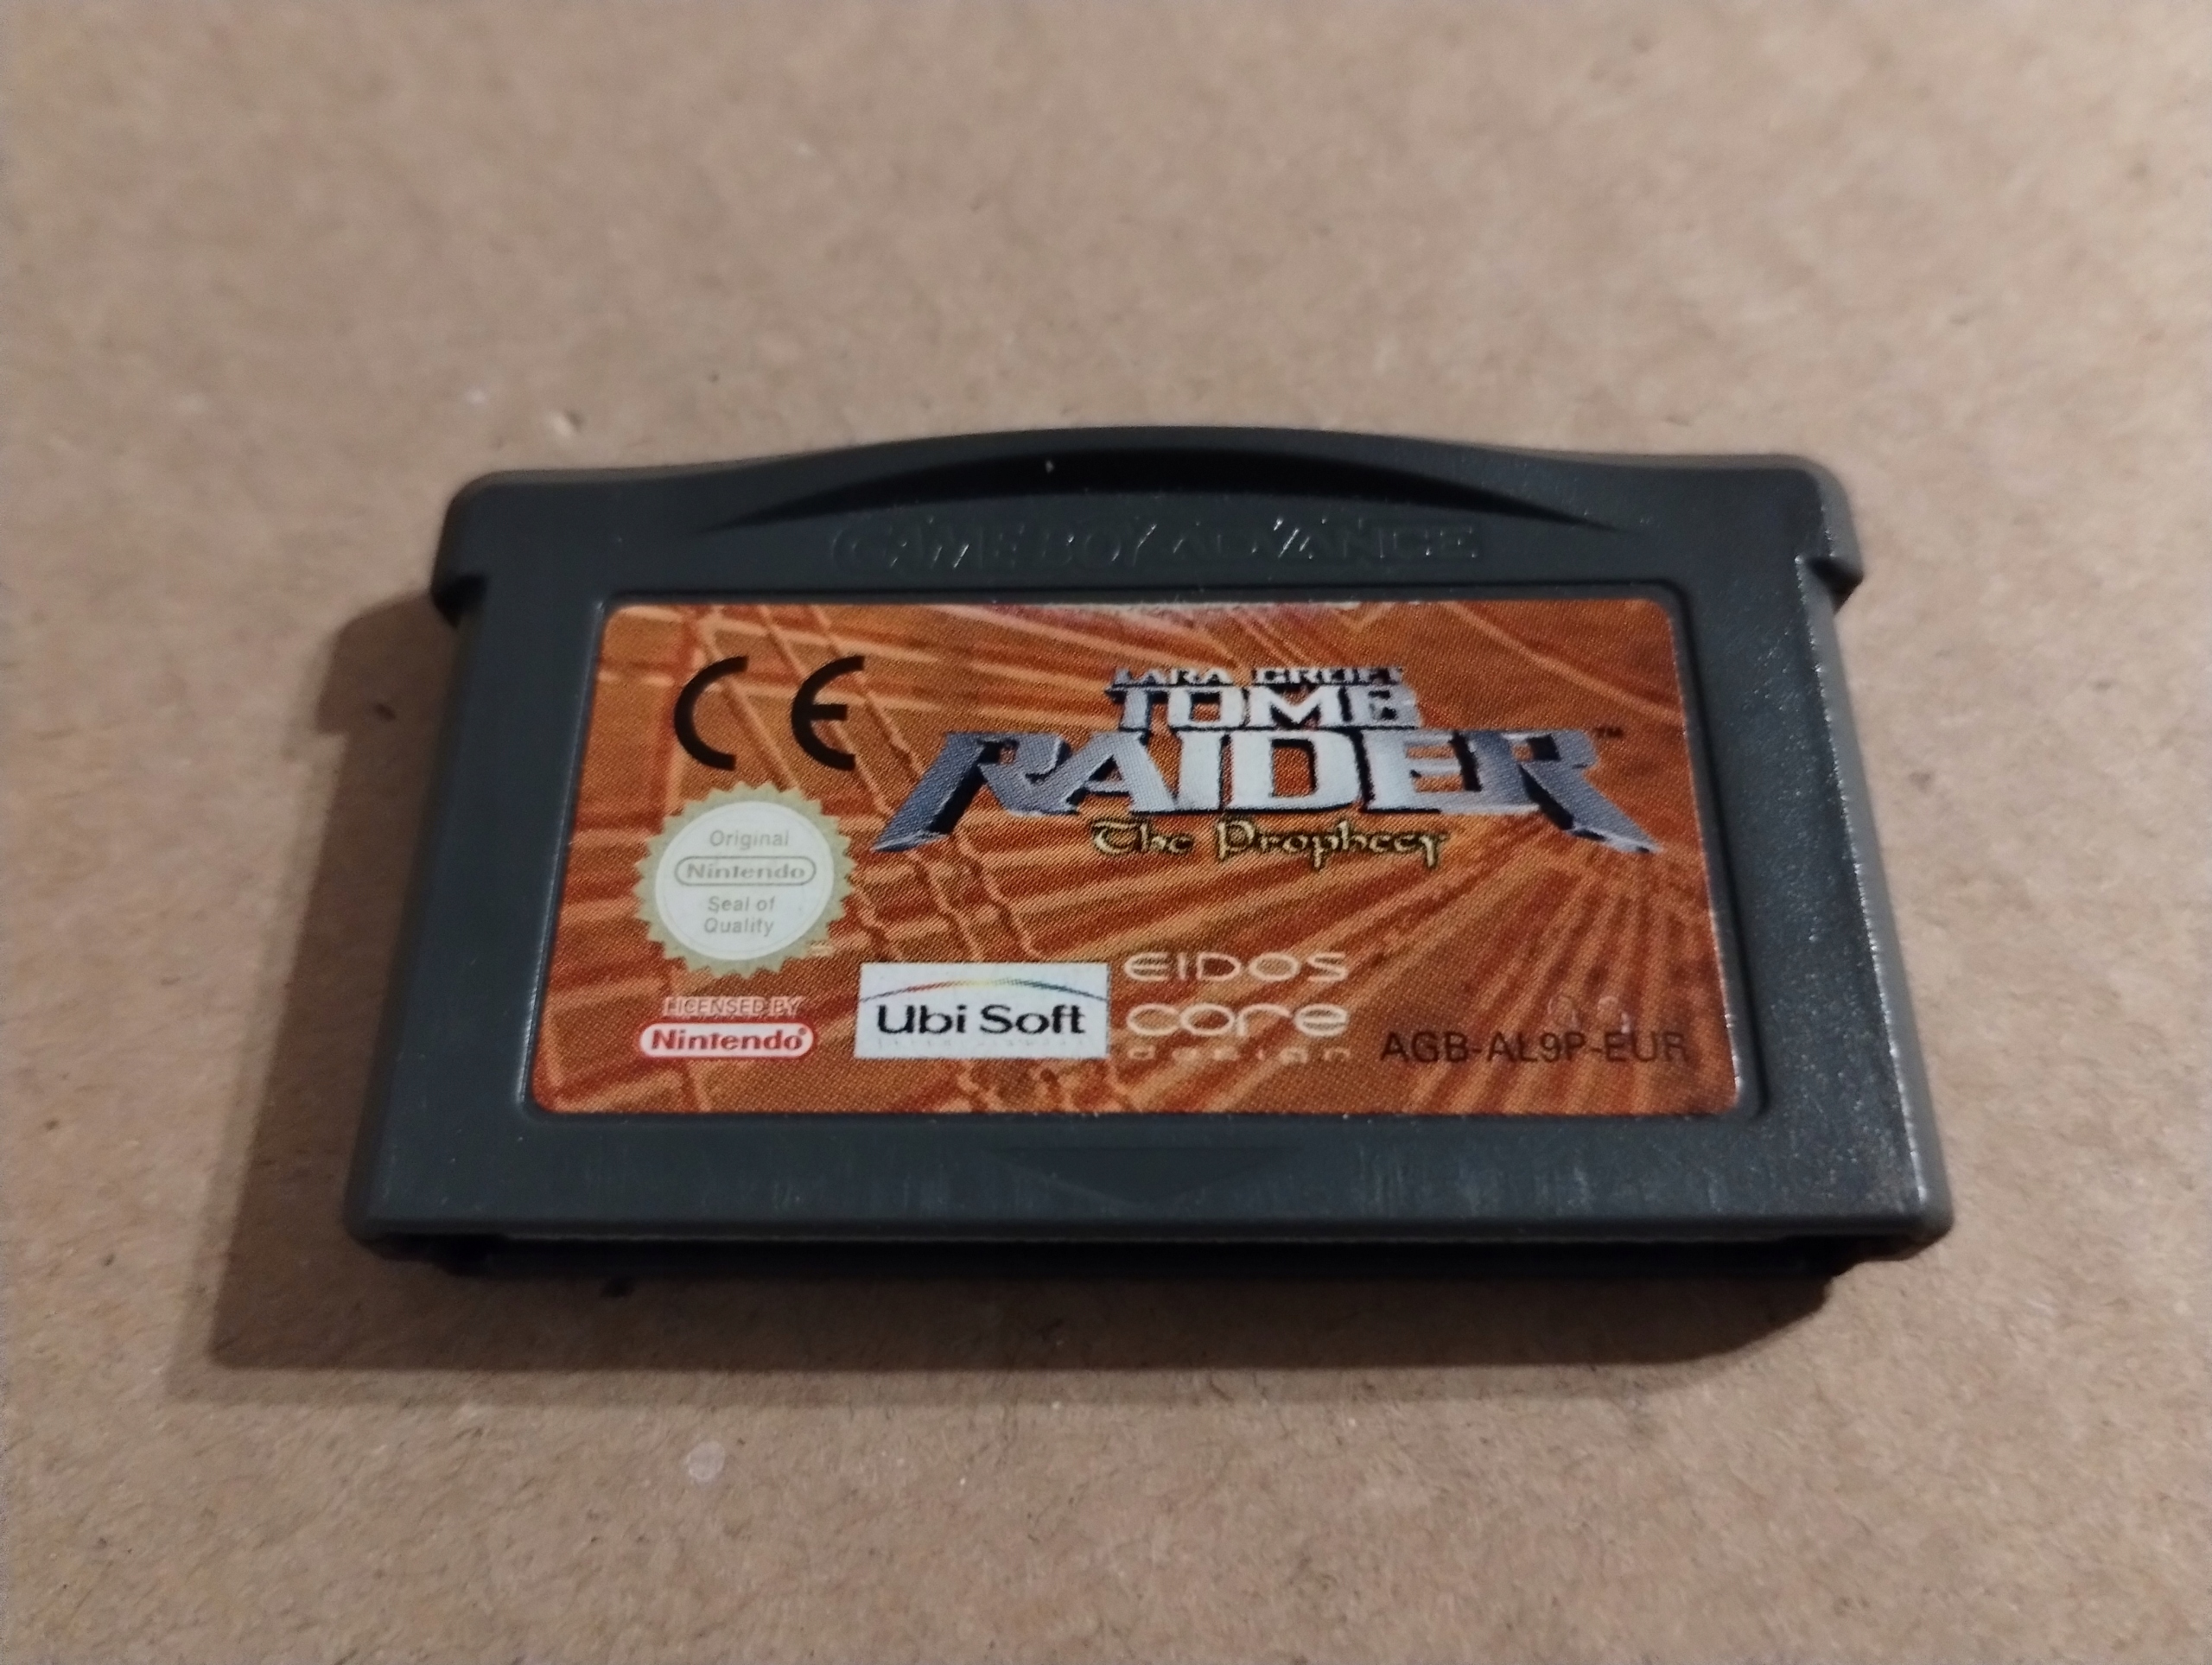 GAME BOY ADVANCE
CE
LARA CROFT
TOMB
RAIDER™
The Prophecy
Original
Nintendo
Seal of
Quality
LICENSED BY
Nintendo
Ubi Soft
EIDOS
core
design
AGB-AL9P-EUR